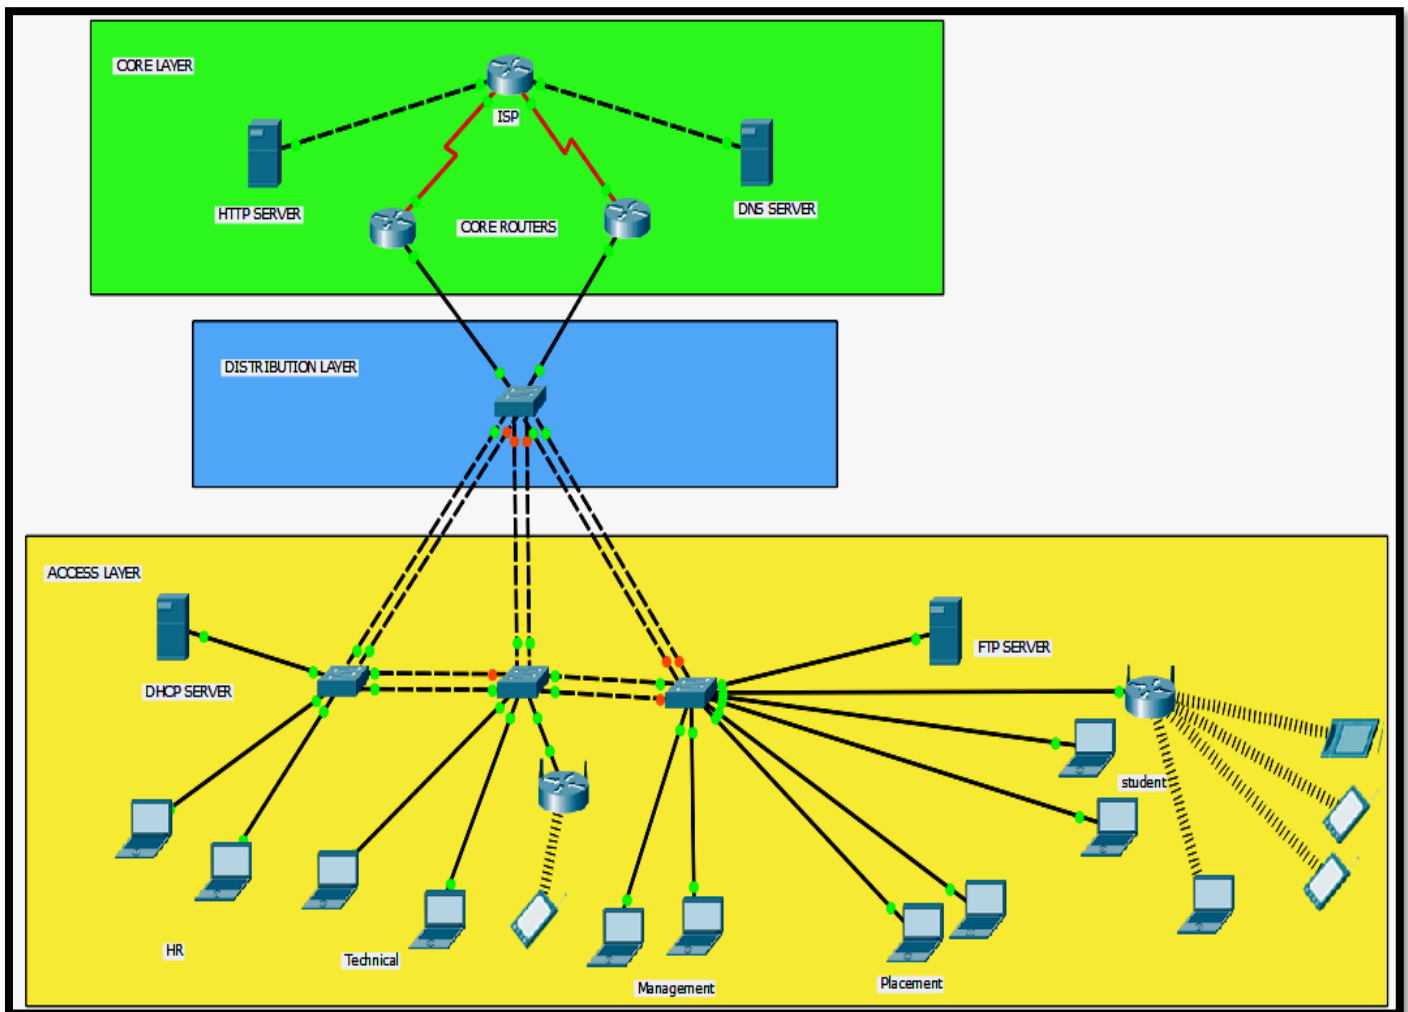 CORE LAYER
ISP
HTTP SERVER
CORE ROUTERS
DNS SERVER
DISTRIBUTION LAYER
ACCESS LAYER
DHCP SERVER
FTP SERVER
student
HR
Technical
Management
Placement